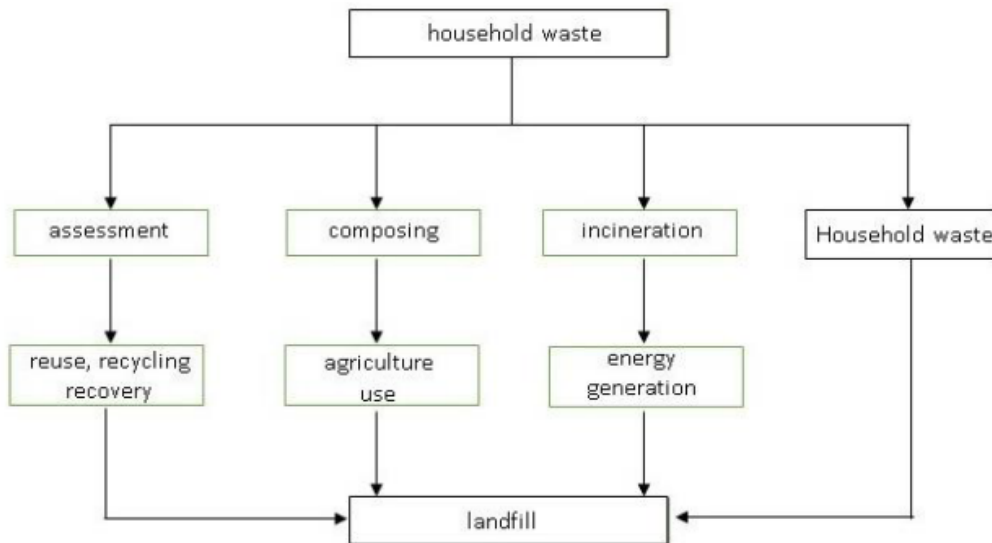 household waste
assessment
composing
incineration
Household waste
reuse, recycling
recovery
agriculture
use
energy
generation
landfill